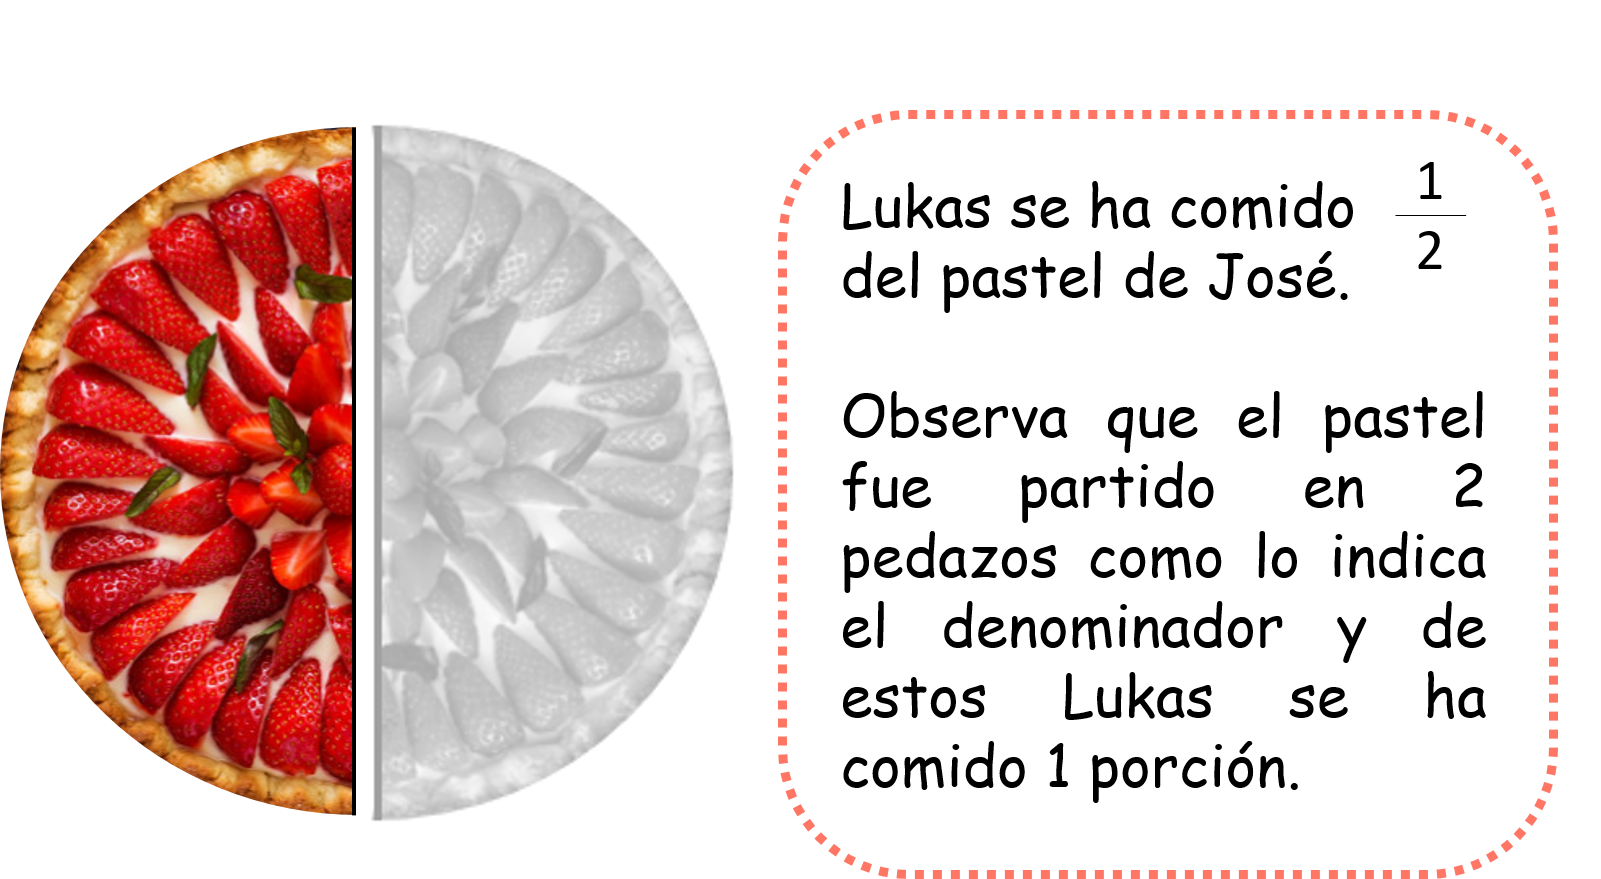 Lukas se ha comido 1/2
del pastel de José.
Observa que el pastel
fue partido en 2
pedazos como lo indica
el denominador y de
estos Lukas se ha
comido 1 porción.